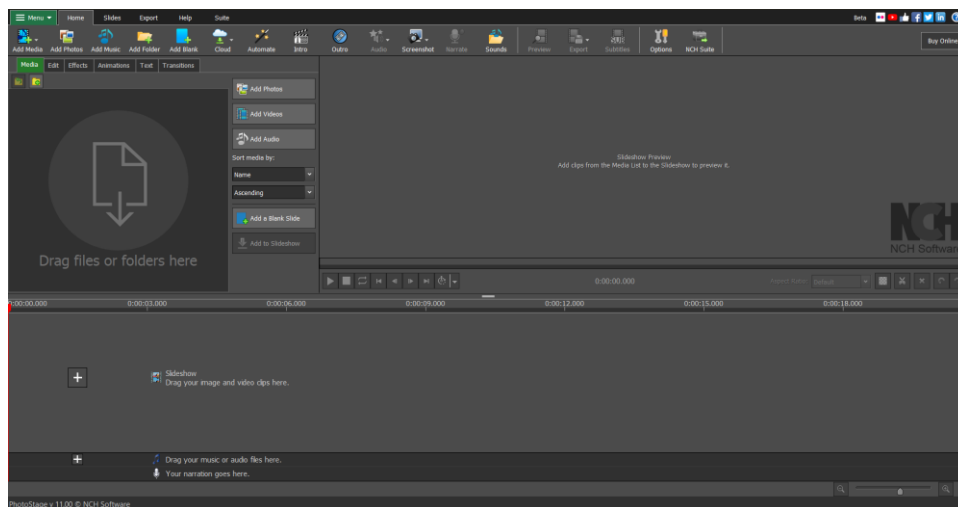 Menu Home Slides Export Help Suite Beta
Add Media Add Photos Add Music Add Folder Add Blank Cloud Automate Intro Outro Audio Screenshot Narrate Sounds Preview Export Subtitles Options NCH Suite Buy Online
Media Edit Effects Animations Text Transitions
Add Photos
Add Videos
Add Audio
Sort media by:
Name
Ascending
Add a Blank Slide
Add to Slideshow
Drag files or folders here
Slideshow Preview
Add clips from the Media List to the Slideshow to preview it.
NCH
NCH Software
0:00:00.000 Aspect Ratio: Default
0:00:00.000 0:00:03.000 0:00:06.000 0:00:09.000 0:00:12.000 0:00:15.000 0:00:18.000
Slideshow
Drag your image and video clips here.
Drag your music or audio files here.
Your narration goes here.
PhotoStage v 11.00 © NCH Software